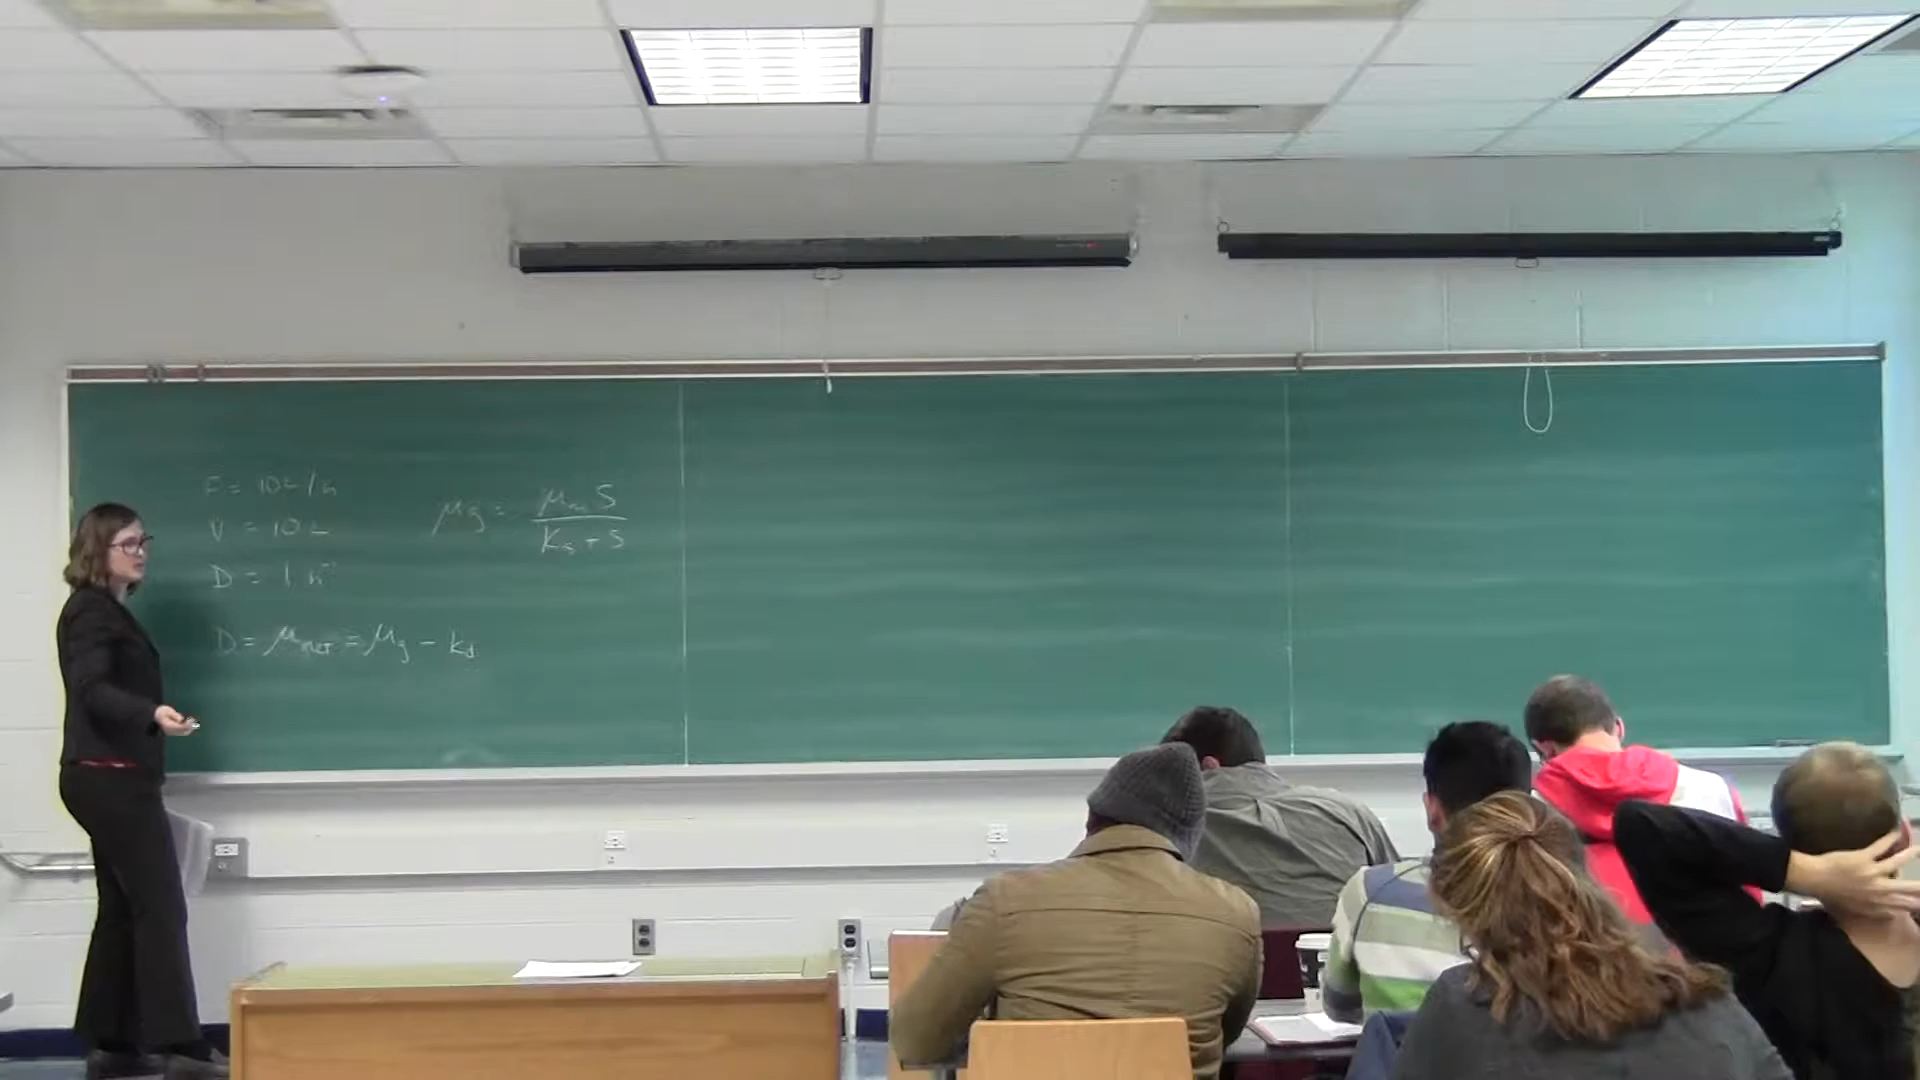 F = 10 L/h
V = 10 L
D = 1 h⁻¹
D = μnet = μg - kd
μg = μm S / Ks + S